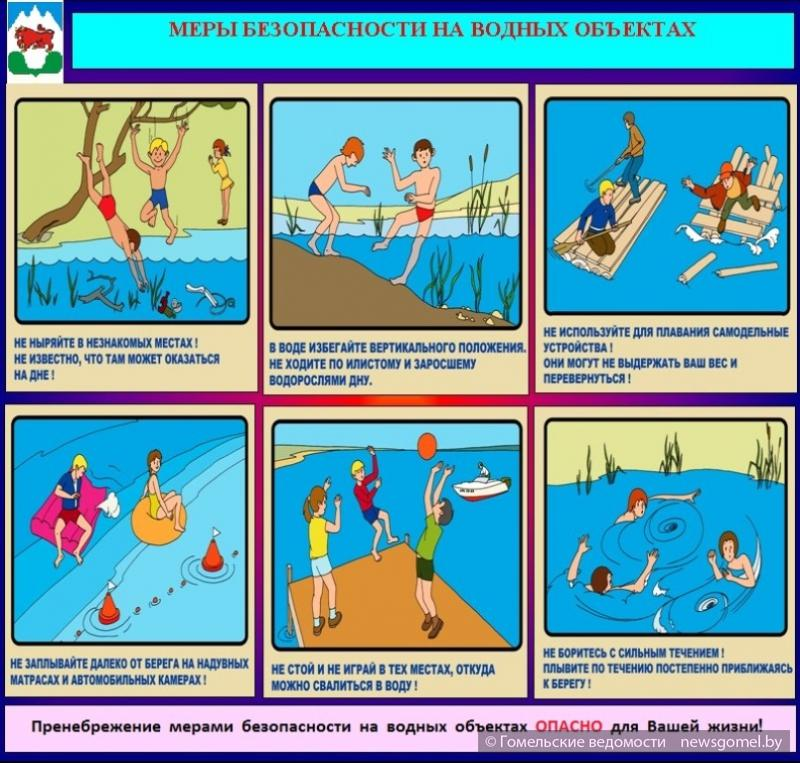 МЕРЫ БЕЗОПАСНОСТИ НА ВОДНЫХ ОБЪЕКТАХ
НЕ НЫРЯЙТЕ В НЕЗНАКОМЫХ МЕСТАХ !
НЕ ИЗВЕСТНО, ЧТО ТАМ МОЖЕТ ОКАЗАТЬСЯ
НА ДНЕ !
В ВОДЕ ИЗБЕГАЙТЕ ВЕРТИКАЛЬНОГО ПОЛОЖЕНИЯ.
НЕ ХОДИТЕ ПО ИЛИСТОМУ И ЗАРОСШЕМУ
ВОДОРОСЛЯМИ ДНУ.
НЕ ИСПОЛЬЗУЙТЕ ДЛЯ ПЛАВАНИЯ САМОДЕЛЬНЫЕ
УСТРОЙСТВА !
ОНИ МОГУТ НЕ ВЫДЕРЖАТЬ ВАШ ВЕС И
ПЕРЕВЕРНУТЬСЯ !
НЕ ЗАПЛЫВАЙТЕ ДАЛЕКО ОТ БЕРЕГА НА НАДУВНЫХ
МАТРАСАХ И АВТОМОБИЛЬНЫХ КАМЕРАХ !
НЕ СТОЙ И НЕ ИГРАЙ В ТЕХ МЕСТАХ, ОТКУДА
МОЖНО СВАЛИТЬСЯ В ВОДУ !
НЕ БОРИТЕСЬ С СИЛЬНЫМ ТЕЧЕНИЕМ !
ПЛЫВИТЕ ПО ТЕЧЕНИЮ ПОСТЕПЕННО ПРИБЛИЖАЯСЬ
К БЕРЕГУ !
Пренебрежение мерами безопасности на водных объектах ОПАСНО для Вашей жизни!
© Гомельские ведомости newsgomel.by